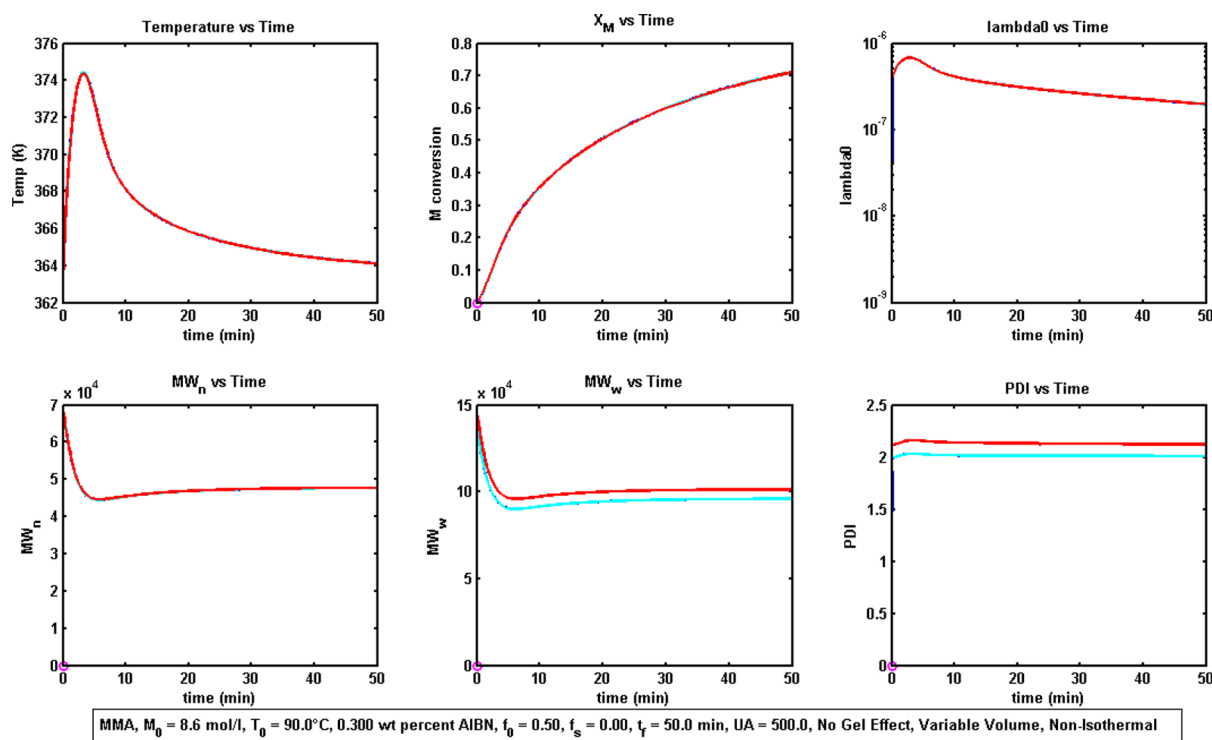 Temperature vs Time
376
374
372
370
368
366
364
362
Temp (K)
0 10 20 30 40 50
time (min)
X_M vs Time
0.8
0.7
0.6
0.5
0.4
0.3
0.2
0.1
0
M conversion
0 10 20 30 40 50
time (min)
lambda0 vs Time
10^-6
10^-7
10^-8
10^-9
lambda0
0 10 20 30 40 50
time (min)
MW_n vs Time
x 10^4
7
6
5
4
3
2
1
0
MW_n
0 10 20 30 40 50
time (min)
MW_w vs Time
x 10^4
15
10
5
0
MW_w
0 10 20 30 40 50
time (min)
PDI vs Time
2.5
2
1.5
1
0.5
0
PDI
0 10 20 30 40 50
time (min)
MMA, M_0 = 8.6 mol/l, T_0 = 90.0°C, 0.300 wt percent AIBN, f_0 = 0.50, f_s = 0.00, t_f = 50.0 min, UA = 500.0, No Gel Effect, Variable Volume, Non-Isothermal